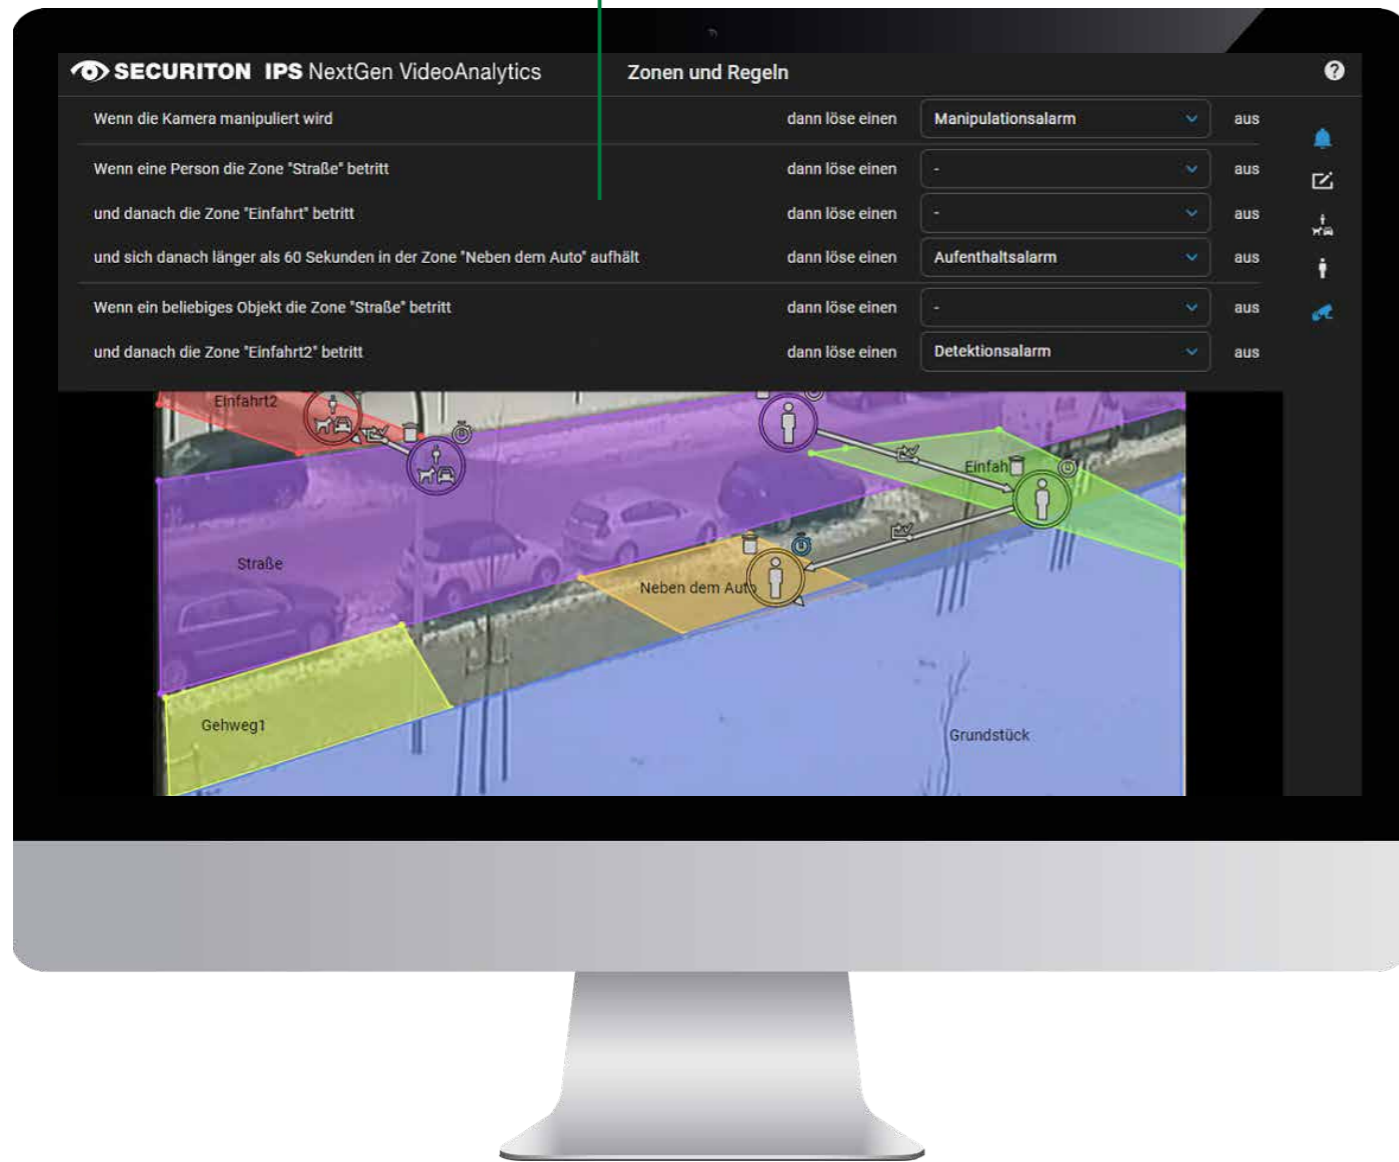 SECURITON IPS NextGen VideoAnalytics Zonen und Regeln ?
Wenn die Kamera manipuliert wird dann löse einen Manipulationsalarm aus
Wenn eine Person die Zone "Straße" betritt dann löse einen - aus
und danach die Zone "Einfahrt" betritt dann löse einen - aus
und sich danach länger als 60 Sekunden in der Zone "Neben dem Auto" aufhält dann löse einen Aufenthaltsalarm aus
Wenn ein beliebiges Objekt die Zone "Straße" betritt dann löse einen - aus
und danach die Zone "Einfahrt2" betritt dann löse einen Detektionsalarm aus
Einfahrt2
Einfah
Straße
Neben dem Auto
Gehweg1
Grundstück